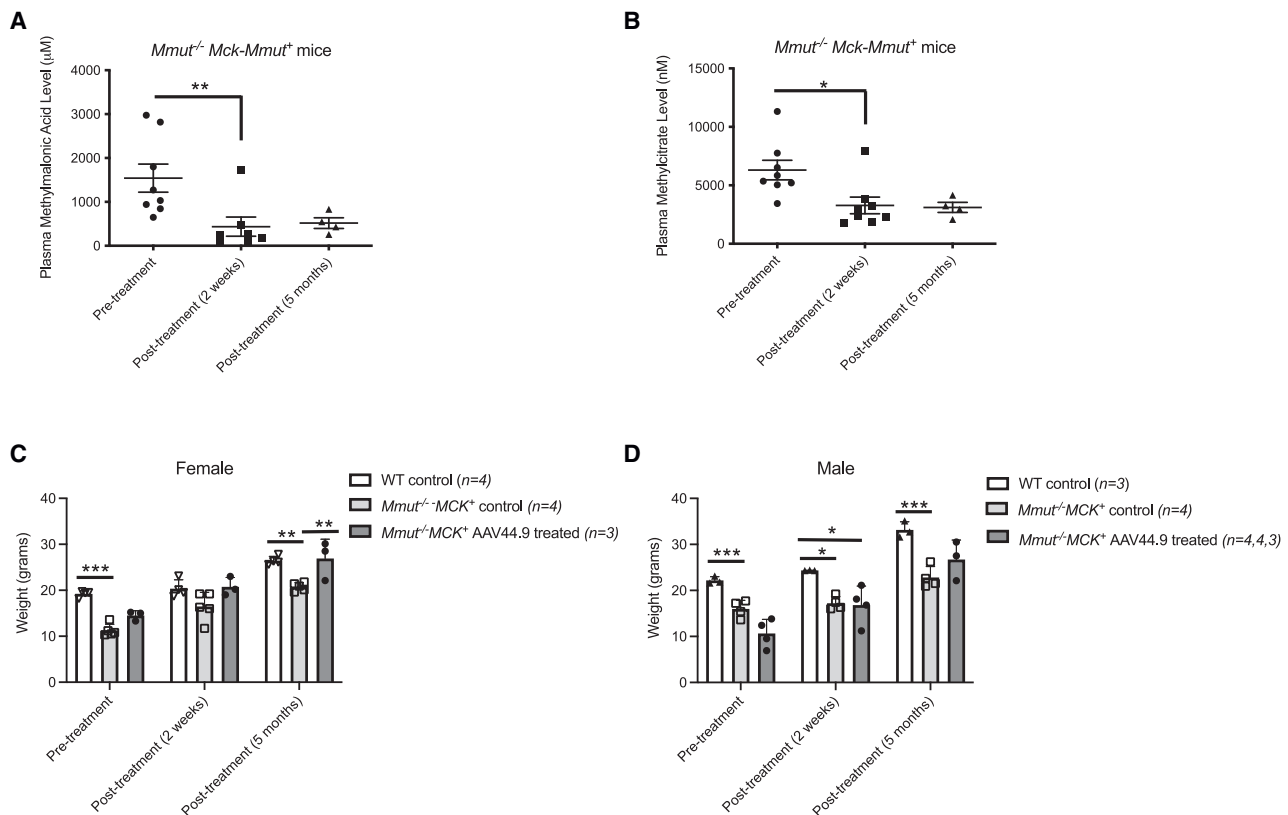 A
Mmut-/- Mck-Mmut+ mice
Plasma Methylmalonic Acid Level (μM)
4000
3000
2000
1000
0
**
Pre-treatment
Post-treatment (2 weeks)
Post-treatment (5 months)
B
Mmut-/- Mck-Mmut+ mice
Plasma Methylcitrate Level (nM)
15000
10000
5000
0
*
Pre-treatment
Post-treatment (2 weeks)
Post-treatment (5 months)
C
Female
Weight (grams)
40
30
20
10
0
***
**
**
Pre-treatment
Post-treatment (2 weeks)
Post-treatment (5 months)
WT control (n=4)
Mmut-/- -MCK+ control (n=4)
Mmut-/-MCK+ AAV44.9 treated (n=3)
D
Male
Weight (grams)
40
30
20
10
0
***
*
*
***
Pre-treatment
Post-treatment (2 weeks)
Post-treatment (5 months)
WT control (n=3)
Mmut-/-MCK+ control (n=4)
Mmut-/-MCK+ AAV44.9 treated (n=4,4,3)